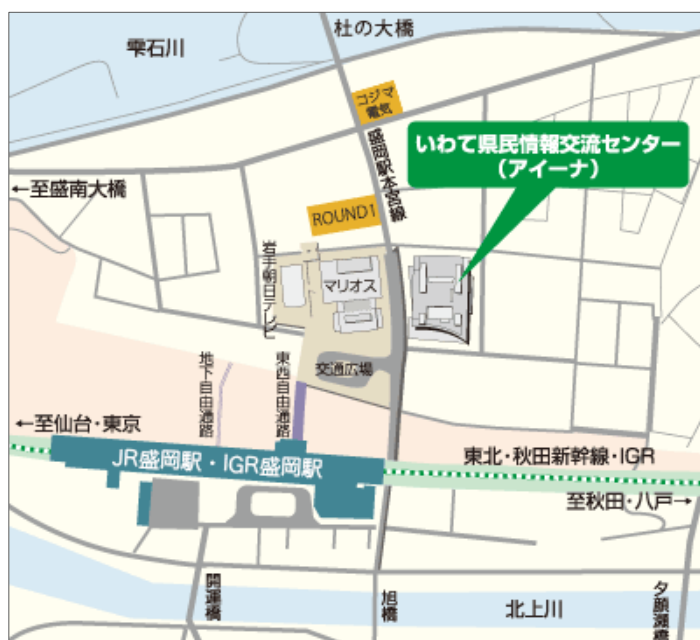 杜の大橋
雫石川
コジマ
電気
盛岡駅本宮線
いわて県民情報交流センター
（アイーナ）
←至盛南大橋
ROUND1
岩手朝日テレビ
マリオス
交通広場
地下自由通路
東西自由通路
←至仙台・東京
JR盛岡駅・IGR盛岡駅
東北・秋田新幹線・IGR
至秋田・八戸→
開運橋
旭橋
北上川
夕顔瀬橋